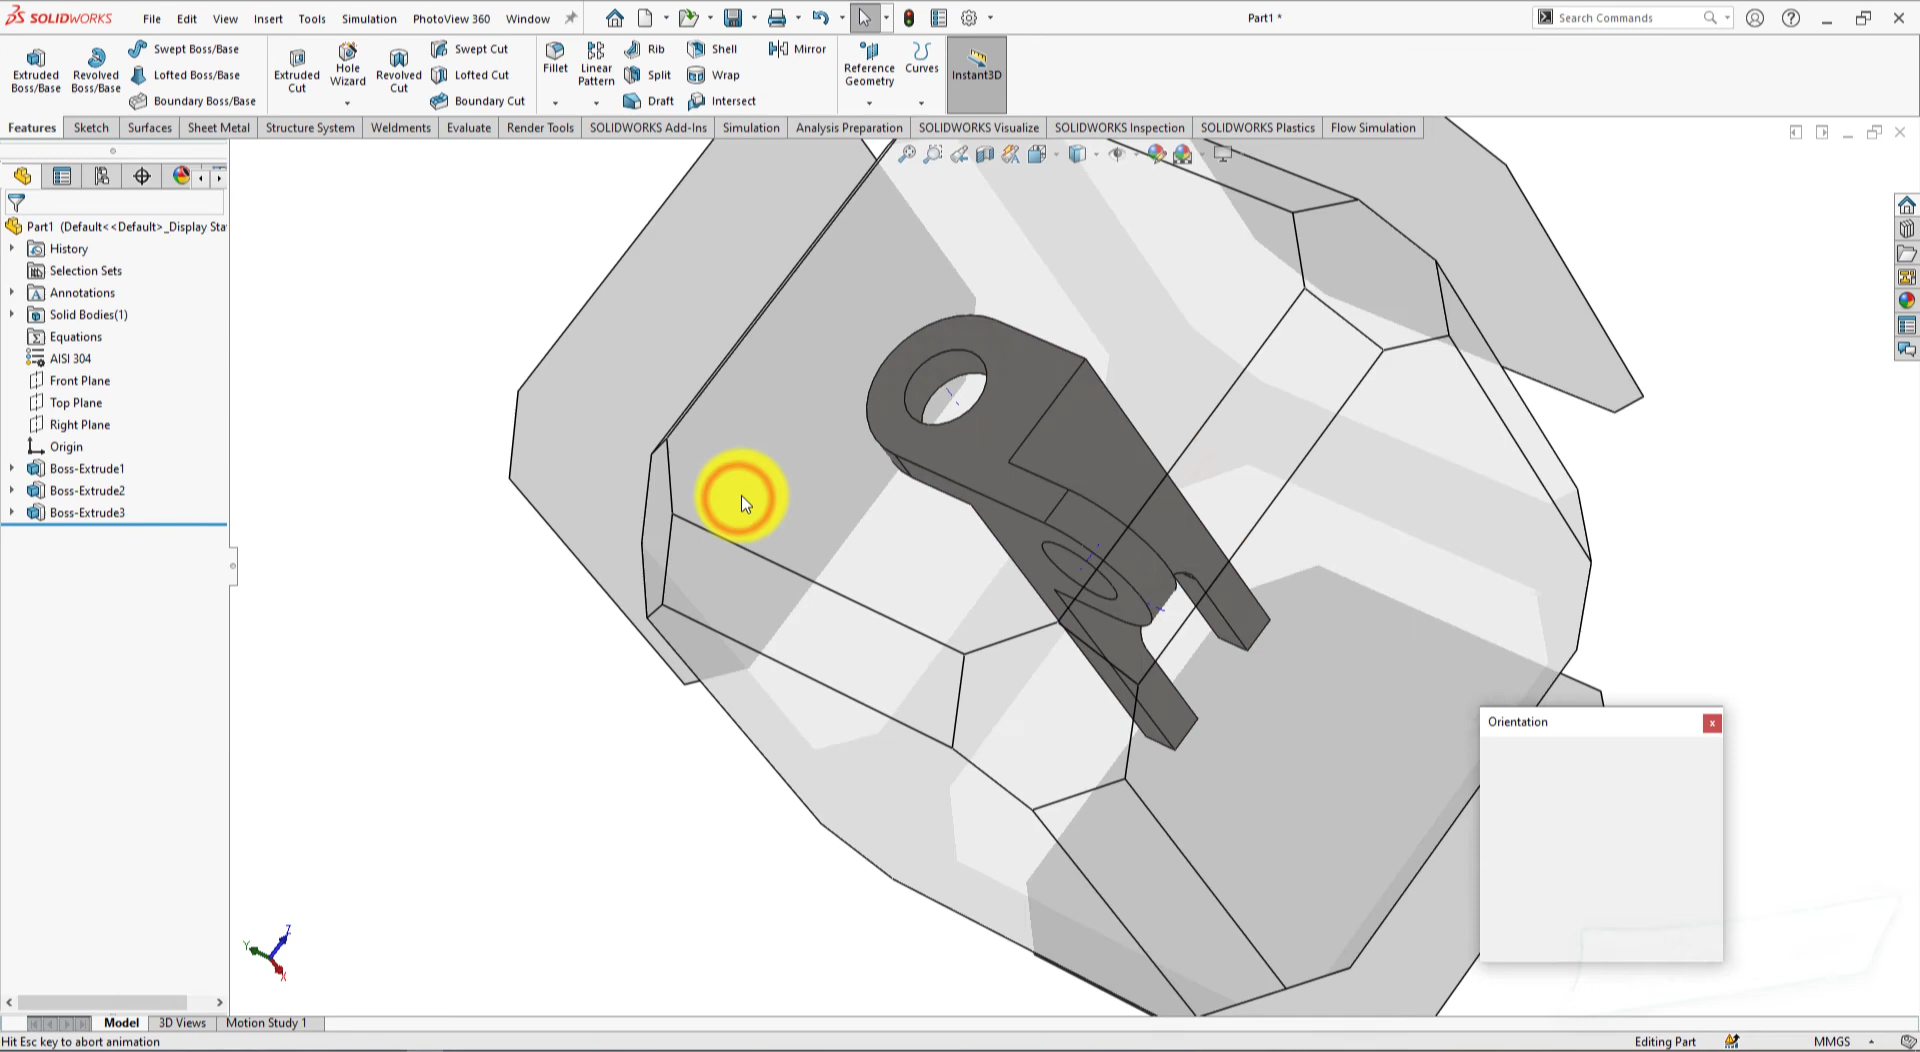 SOLIDWORKS File Edit View Insert Tools Simulation PhotoView 360 Window Part1 * Search Commands
Extruded Boss/Base
Revolved Boss/Base
Swept Boss/Base
Lofted Boss/Base
Boundary Boss/Base
Extruded Cut
Hole Wizard
Revolved Cut
Swept Cut
Lofted Cut
Boundary Cut
Fillet
Linear Pattern
Rib
Split
Draft
Shell
Wrap
Intersect
Mirror
Reference Geometry
Curves
Instant3D
Features Sketch Surfaces Sheet Metal Structure System Weldments Evaluate Render Tools SOLIDWORKS Add-Ins Simulation Analysis Preparation SOLIDWORKS Visualize SOLIDWORKS Inspection SOLIDWORKS Plastics Flow Simulation
Part1 (Default<<Default>_Display Sta
History
Selection Sets
Annotations
Solid Bodies(1)
Equations
AISI 304
Front Plane
Top Plane
Right Plane
Origin
Boss-Extrude1
Boss-Extrude2
Boss-Extrude3
Orientation
Z
Y
X
Model 3D Views Motion Study 1
Hit Esc key to abort animation Editing Part MMGS